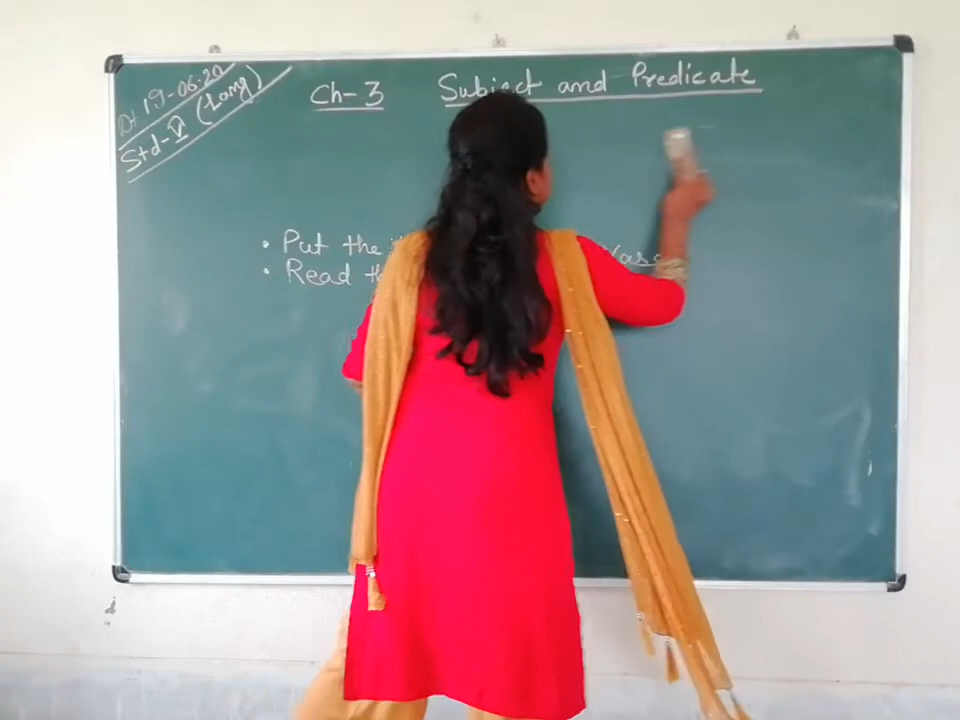 Dt 19-06-20
Std-V (Lang)
Ch-3 Subject and Predicate
• Put the
• Read